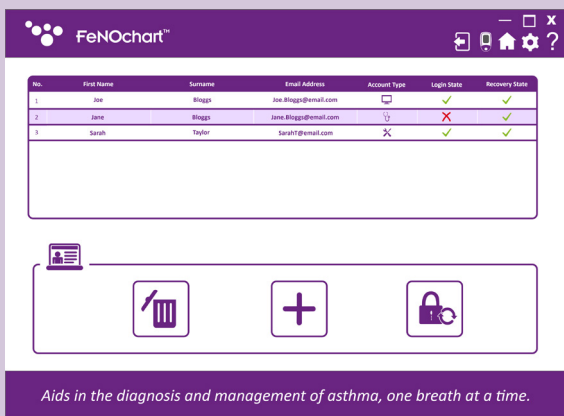 FeNOchart™
No. First Name Surname Email Address Account Type Login State Recovery State
1 Joe Bloggs Joe.Bloggs@email.com
2 Jane Bloggs Jane.Bloggs@email.com
3 Sarah Taylor SarahT@email.com
Aids in the diagnosis and management of asthma, one breath at a time.